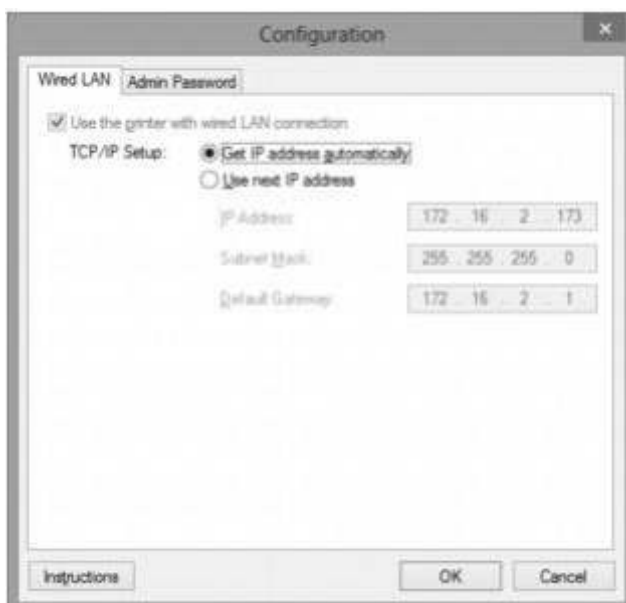 Configuration
Wired LAN
Admin Password
Use the printer with wired LAN connection
TCP/IP Setup:
Get IP address automatically
Use next IP address
IP Address:
172 . 16 . 2 . 173
Subnet Mask:
255 . 255 . 255 . 0
Default Gateway:
172 . 16 . 2 . 1
Instructions
OK
Cancel